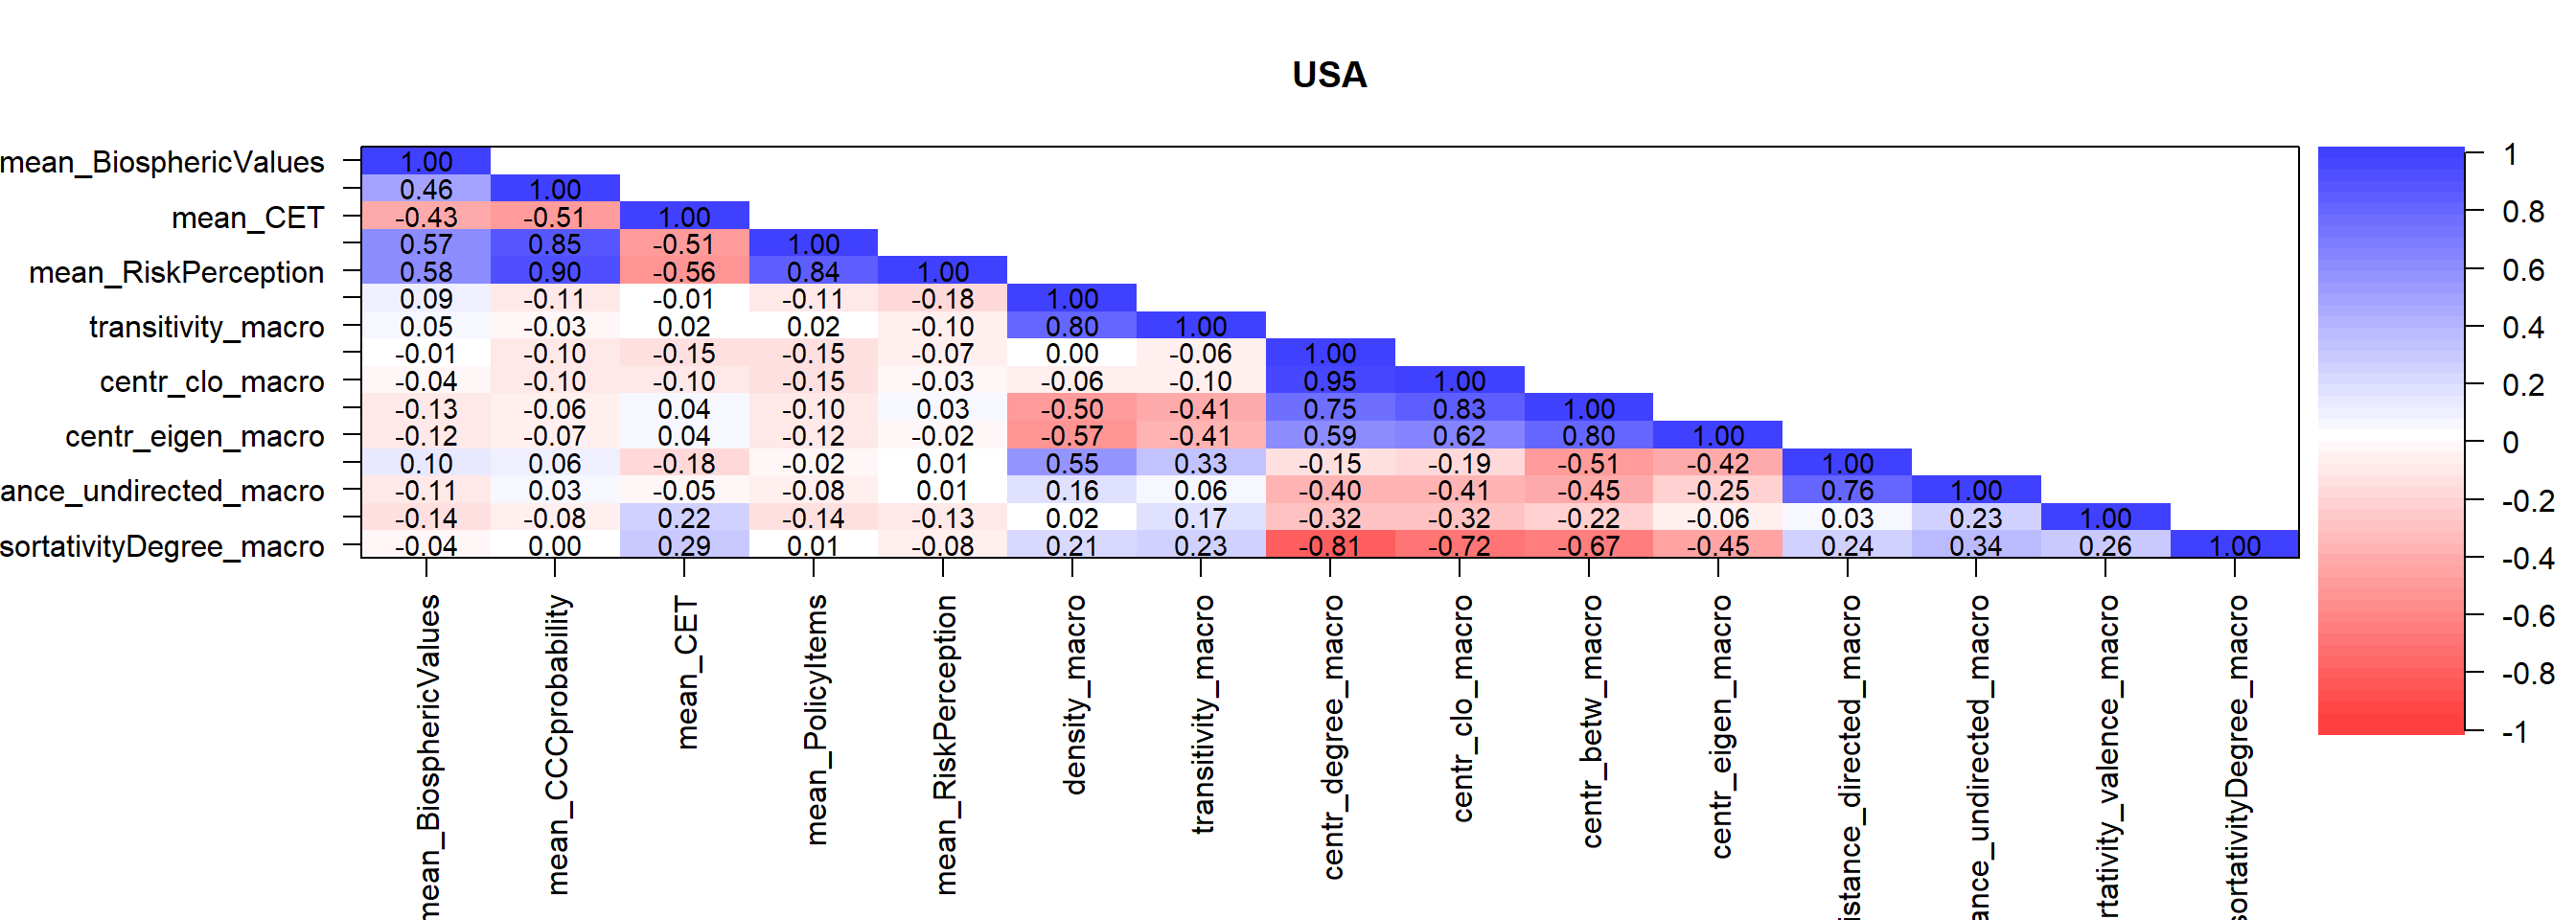 USA
mean_BiosphericValues 1.00
0.46 1.00
mean_CET -0.43 -0.51 1.00
0.57 0.85 -0.51 1.00
mean_RiskPerception 0.58 0.90 -0.56 0.84 1.00
0.09 -0.11 -0.01 -0.11 -0.18 1.00
transitivity_macro 0.05 -0.03 0.02 0.02 -0.10 0.80 1.00
-0.01 -0.10 -0.15 -0.15 -0.07 0.00 -0.06 1.00
centr_clo_macro -0.04 -0.10 -0.10 -0.15 -0.03 -0.06 -0.10 0.95 1.00
-0.13 -0.06 0.04 -0.10 0.03 -0.50 -0.41 0.75 0.83 1.00
centr_eigen_macro -0.12 -0.07 0.04 -0.12 -0.02 -0.57 -0.41 0.59 0.62 0.80 1.00
0.10 0.06 -0.18 -0.02 0.01 0.55 0.33 -0.15 -0.19 -0.51 -0.42 1.00
ance_undirected_macro -0.11 0.03 -0.05 -0.08 0.01 0.16 0.06 -0.40 -0.41 -0.45 -0.25 0.76 1.00
-0.14 -0.08 0.22 -0.14 -0.13 0.02 0.17 -0.32 -0.32 -0.22 -0.06 0.03 0.23 1.00
sortativityDegree_macro -0.04 0.00 0.29 0.01 -0.08 0.21 0.23 -0.81 -0.72 -0.67 -0.45 0.24 0.34 0.26 1.00
mean_BiosphericValues
mean_CCCprobability
mean_CET
mean_PolicyItems
mean_RiskPerception
density_macro
transitivity_macro
centr_degree_macro
centr_clo_macro
centr_betw_macro
centr_eigen_macro
istance_directed_macro
ance_undirected_macro
rtativity_valence_macro
sortativityDegree_macro
1
0.8
0.6
0.4
0.2
0
-0.2
-0.4
-0.6
-0.8
-1